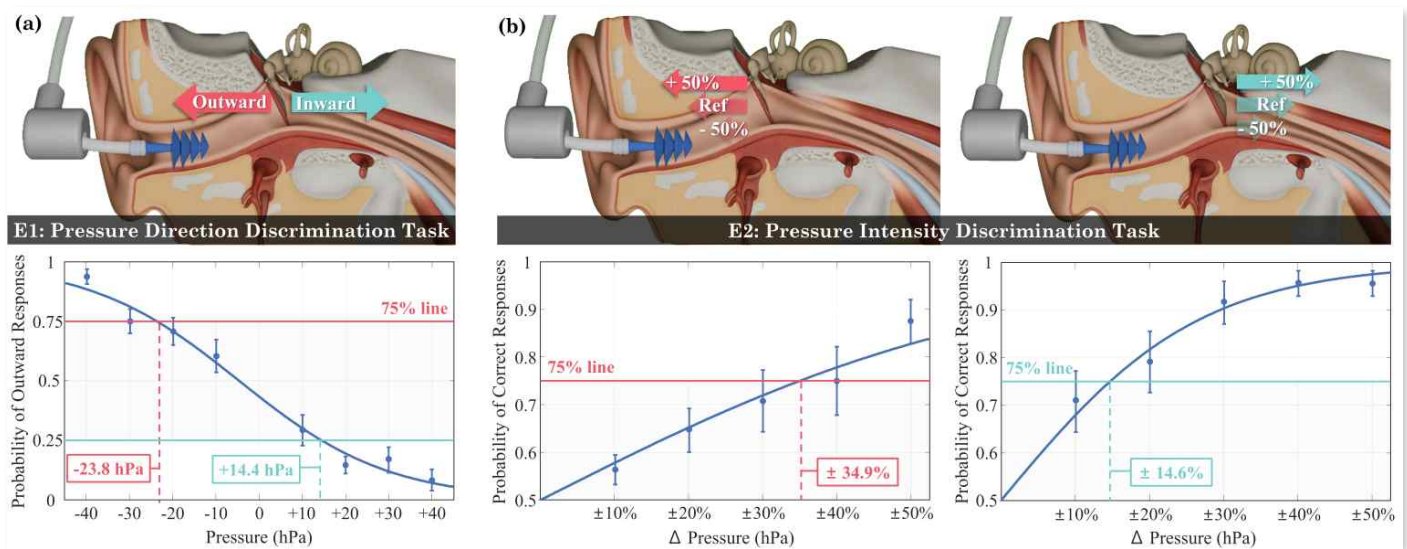 (a)
Outward
Inward
E1: Pressure Direction Discrimination Task
(b)
+ 50%
Ref
- 50%
+ 50%
Ref
- 50%
E2: Pressure Intensity Discrimination Task
Probability of Outward Responses
1
0.75
0.5
0.25
0
75% line
-23.8 hPa
+14.4 hPa
-40 -30 -20 -10 0 +10 +20 +30 +40
Pressure (hPa)
Probability of Correct Responses
1
0.9
0.8
0.7
0.6
0.5
75% line
± 34.9%
±10% ±20% ±30% ±40% ±50%
Δ Pressure (hPa)
Probability of Correct Responses
1
0.9
0.8
0.7
0.6
0.5
75% line
± 14.6%
±10% ±20% ±30% ±40% ±50%
Δ Pressure (hPa)